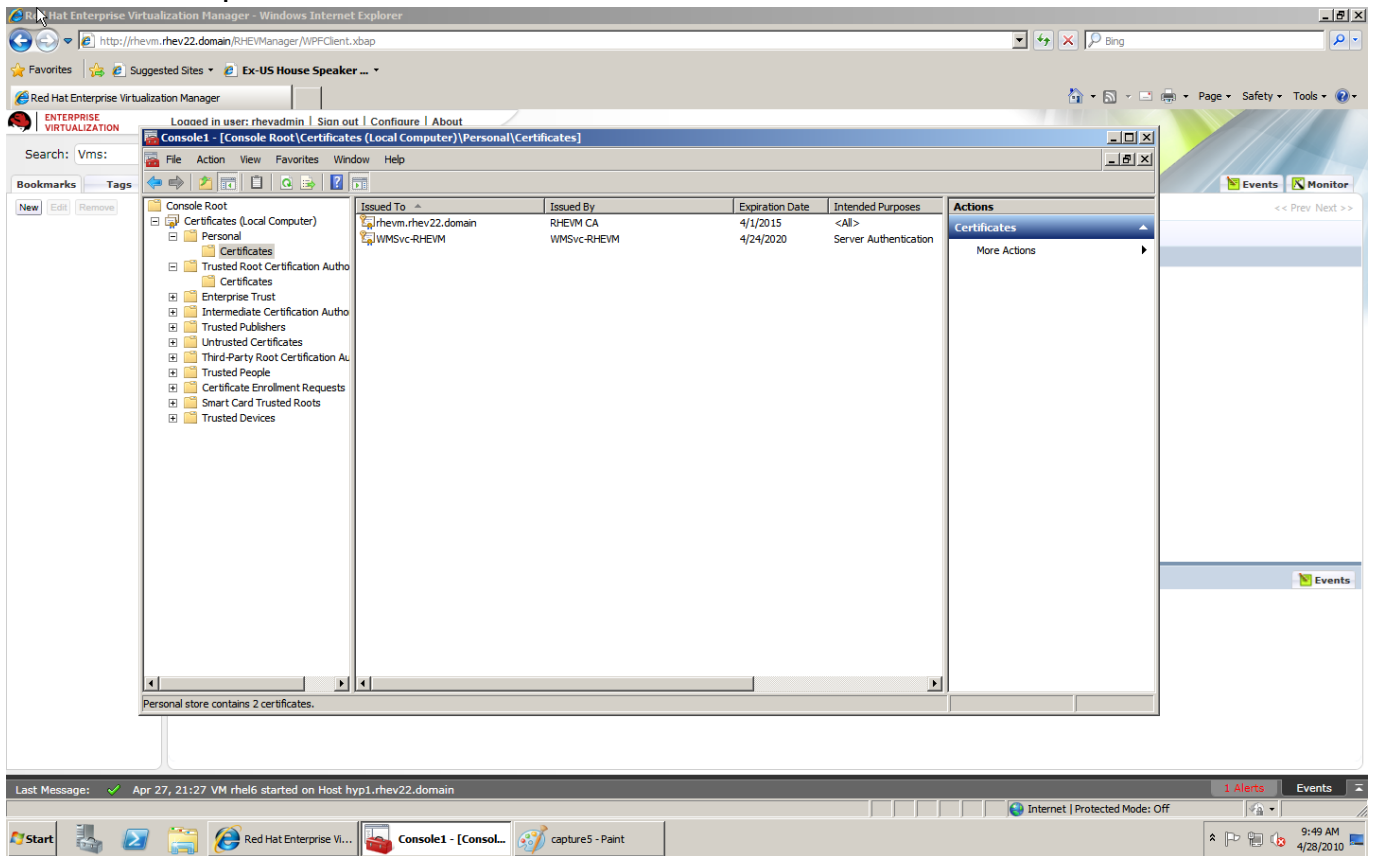 Red Hat Enterprise Virtualization Manager - Windows Internet Explorer
http://rhevm.rhev22.domain/RHEVManager/WPFClient.xbap
Bing
Favorites
Suggested Sites
Ex-US House Speaker ...
Red Hat Enterprise Virtualization Manager
Page
Safety
Tools
ENTERPRISE
VIRTUALIZATION
Logged in user: rhevadmin | Sign out | Configure | About
Search: Vms:
Bookmarks
Tags
New
Edit
Remove
Events
Monitor
<< Prev Next >>
Console1 - [Console Root\Certificates (Local Computer)\Personal\Certificates]
File Action View Favorites Window Help
Console Root
Certificates (Local Computer)
Personal
Certificates
Trusted Root Certification Autho
Certificates
Enterprise Trust
Intermediate Certification Autho
Trusted Publishers
Untrusted Certificates
Third-Party Root Certification Au
Trusted People
Certificate Enrollment Requests
Smart Card Trusted Roots
Trusted Devices
Issued To Issued By Expiration Date Intended Purposes
rhevm.rhev22.domain RHEVM CA 4/1/2015 <All>
WMSvc-RHEVM WMSvc-RHEVM 4/24/2020 Server Authentication
Actions
Certificates
More Actions
Personal store contains 2 certificates.
Events
Last Message: Apr 27, 21:27 VM rhel6 started on Host hyp1.rhev22.domain
1 Alerts
Events
Internet | Protected Mode: Off
Start
Red Hat Enterprise Vi...
Console1 - [Consol...
capture5 - Paint
9:49 AM
4/28/2010